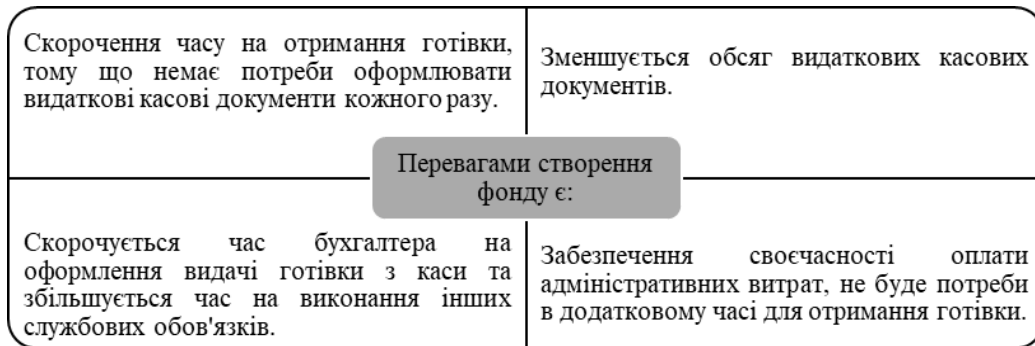 Скорочення часу на отримання готівки,
тому що немає потреби оформлювати
видаткові касові документи кожного разу.
Зменшується обсяг видаткових касових
документів.
Перевагами створення
фонду є:
Скорочується час бухгалтера на
оформлення видачі готівки з каси та
збільшується час на виконання інших
службових обов'язків.
Забезпечення своєчасності оплати
адміністративних витрат, не буде потреби
в додатковому часі для отримання готівки.